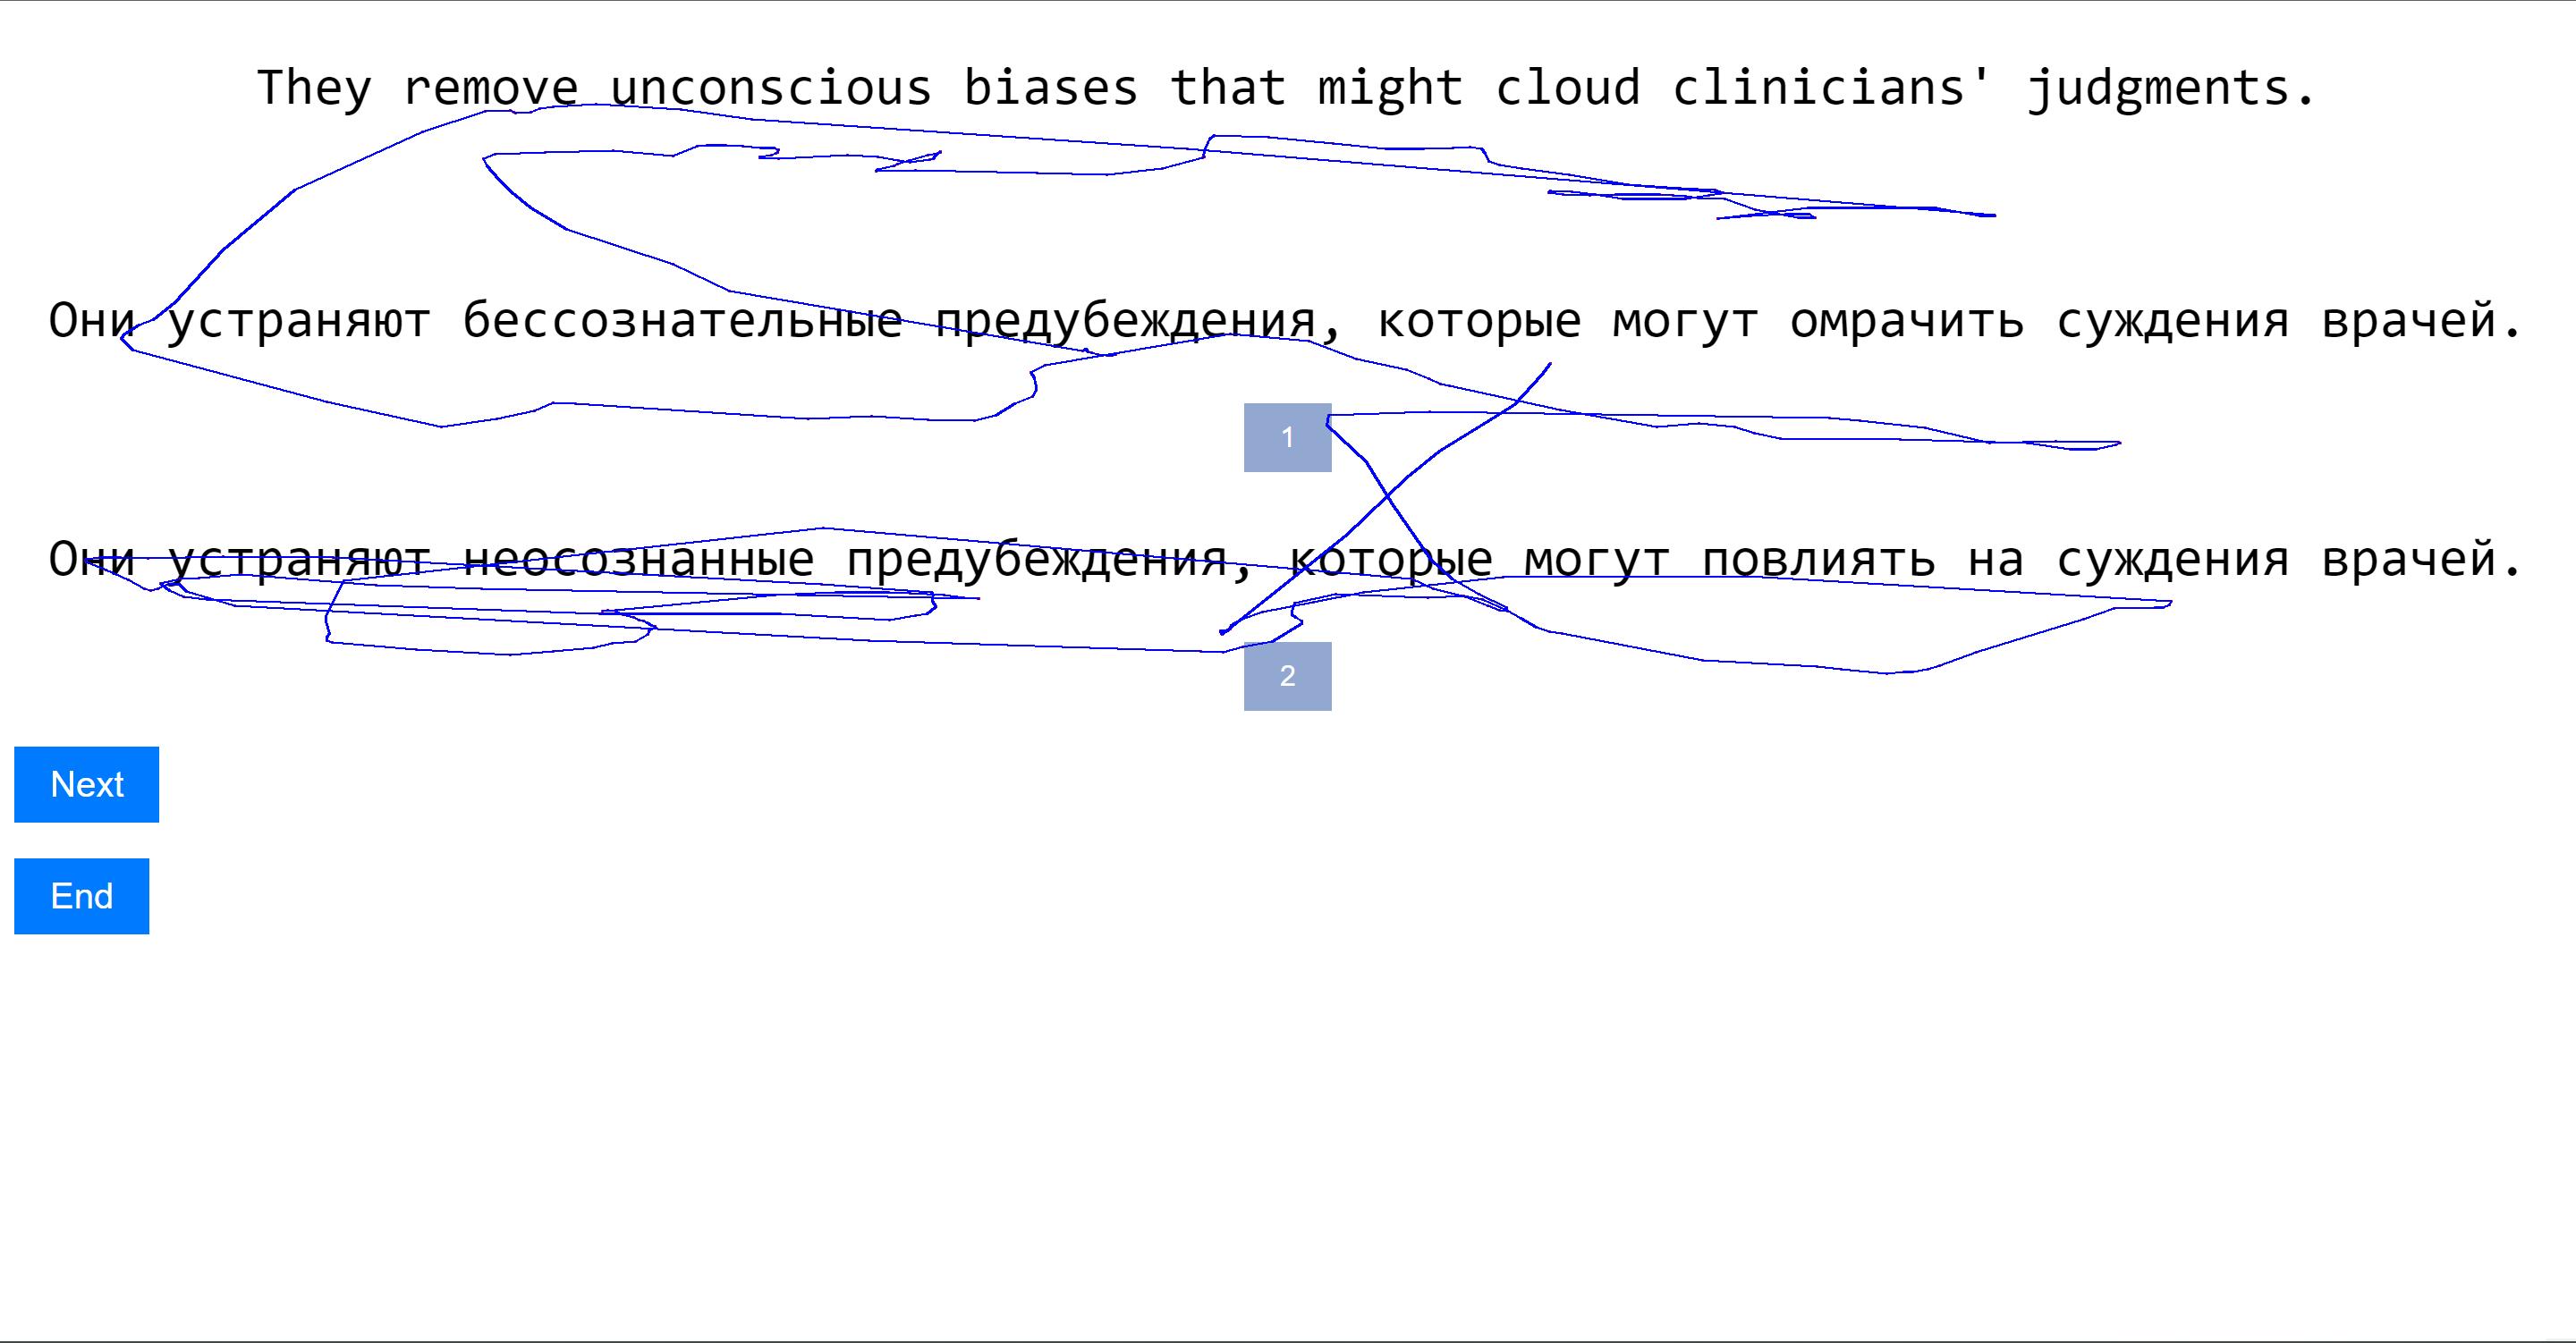 They remove unconscious biases that might cloud clinicians' judgments.
Они устраняют бессознательные предубеждения, которые могут омрачить суждения врачей.
1
Они устраняют неосознанные предубеждения, которые могут повлиять на суждения врачей.
2
Next
End